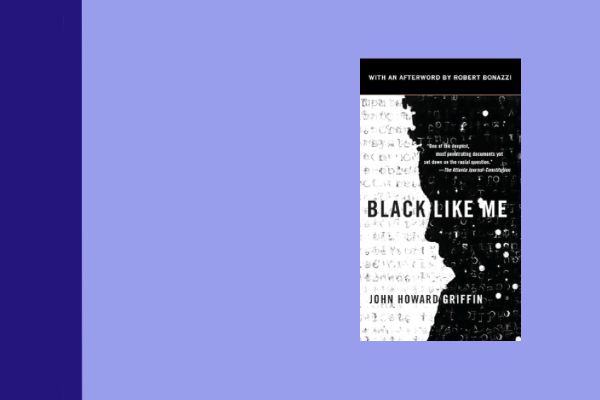 WITH AN AFTERWORD BY ROBERT BONAZZI
"One of the deepest,
most penetrating documents yet
set down on the racial question."
—The Atlanta Journal-Constitution
BLACK LIKE ME
JOHN HOWARD GRIFFIN